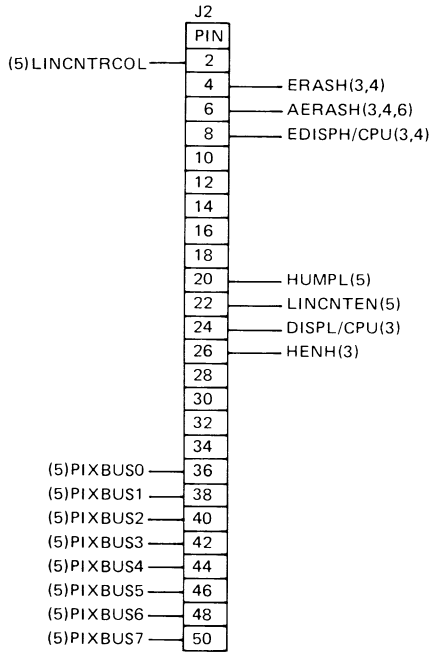 J2
PIN
(5)LINCNTRCOL 2
4 ERASH(3,4)
6 AERASH(3,4,6)
8 EDISPH/CPU(3,4)
10
12
14
16
18
20 HUMPL(5)
22 LINCNTEN(5)
24 DISPL/CPU(3)
26 HENH(3)
28
30
32
34
(5)PIXBUS0 36
(5)PIXBUS1 38
(5)PIXBUS2 40
(5)PIXBUS3 42
(5)PIXBUS4 44
(5)PIXBUS5 46
(5)PIXBUS6 48
(5)PIXBUS7 50